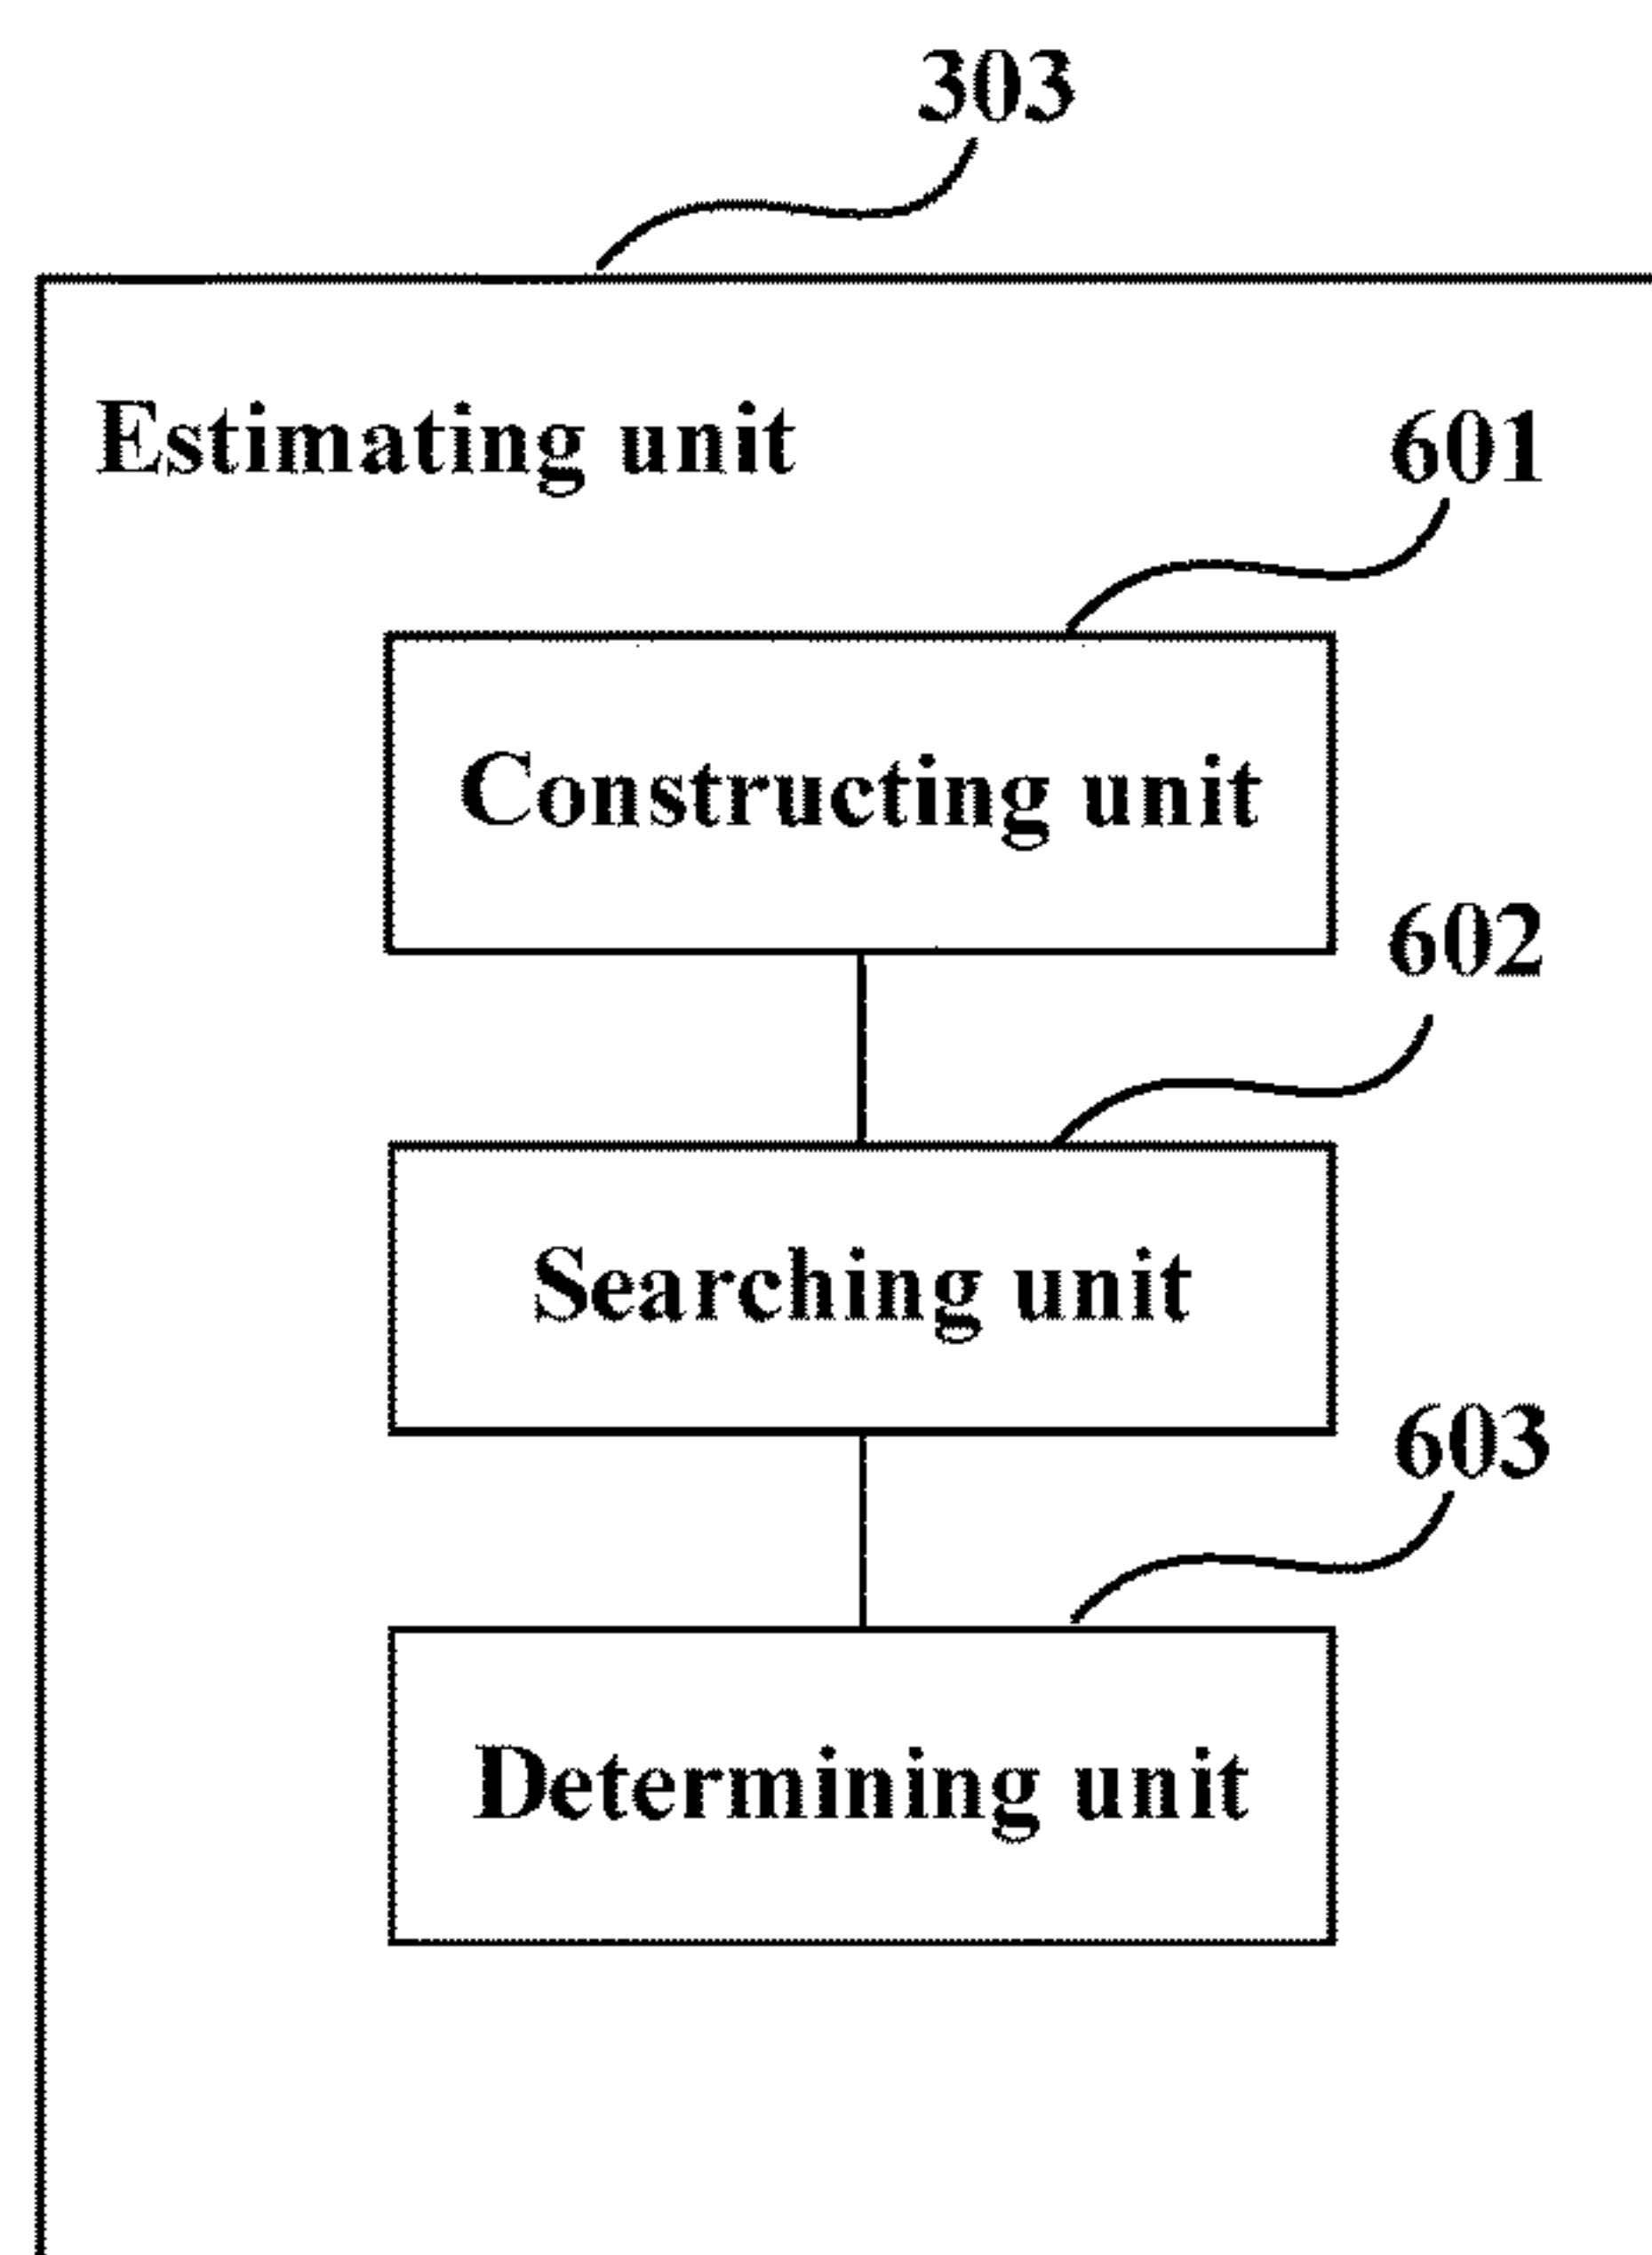 303
Estimating unit
601
Constructing unit
602
Searching unit
603
Determining unit